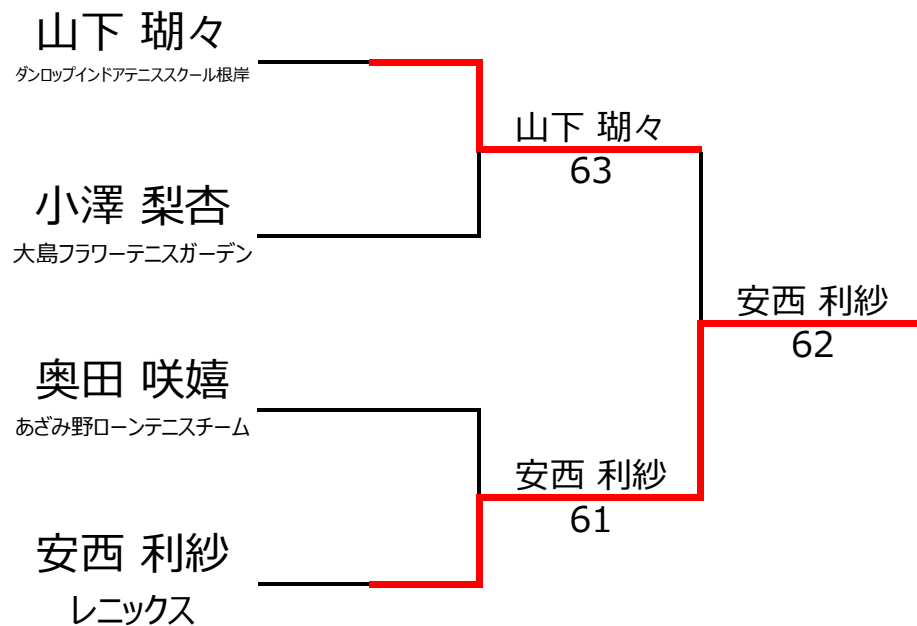 山下 瑚々
ダンロップインドアテニススクール根岸
小澤 梨杏
大島フラワーテニスガーデン
奥田 咲嬉
あざみ野ローンテニスチーム
安西 利紗
レニックス
山下 瑚々
63
安西 利紗
61
安西 利紗
62